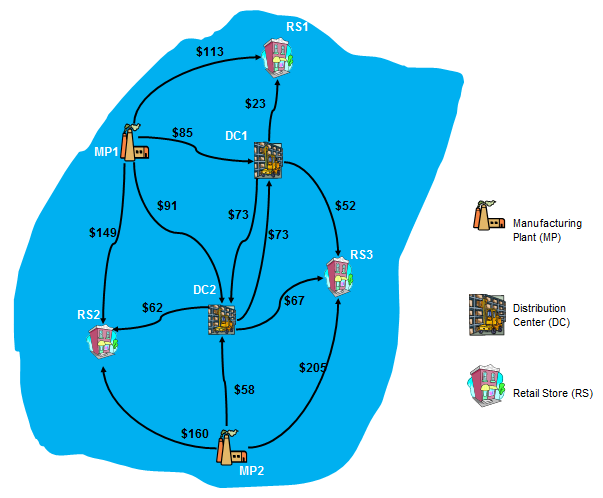 RS1
$113
$23
$85
DC1
MP1
$91
$73
$52
$149
$73
RS3
DC2
$67
$62
RS2
$205
$58
$160
MP2
Manufacturing
Plant (MP)
Distribution
Center (DC)
Retail Store (RS)